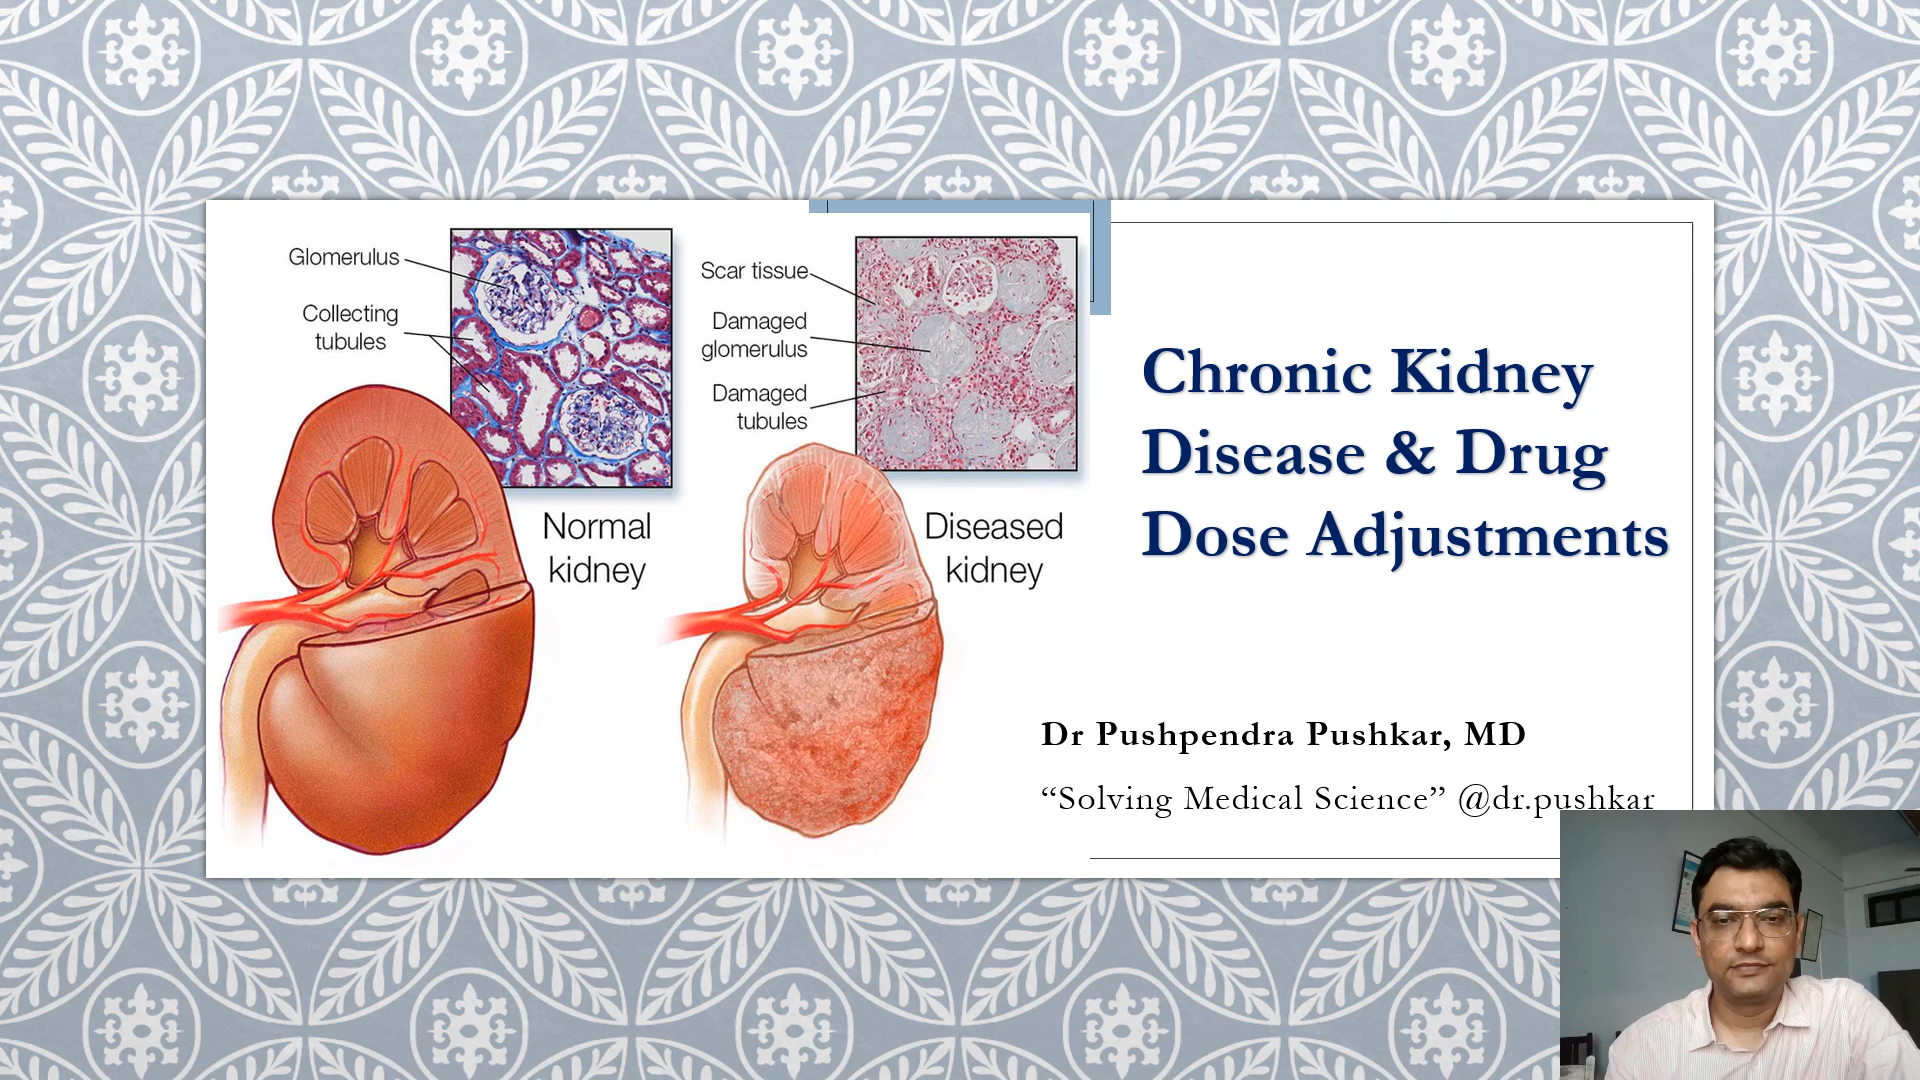 Glomerulus
Collecting
tubules
Normal
kidney
Scar tissue
Damaged
glomerulus
Damaged
tubules
Diseased
kidney
Chronic Kidney
Disease & Drug
Dose Adjustments
Dr Pushpendra Pushkar, MD
“Solving Medical Science” @dr.pushkar